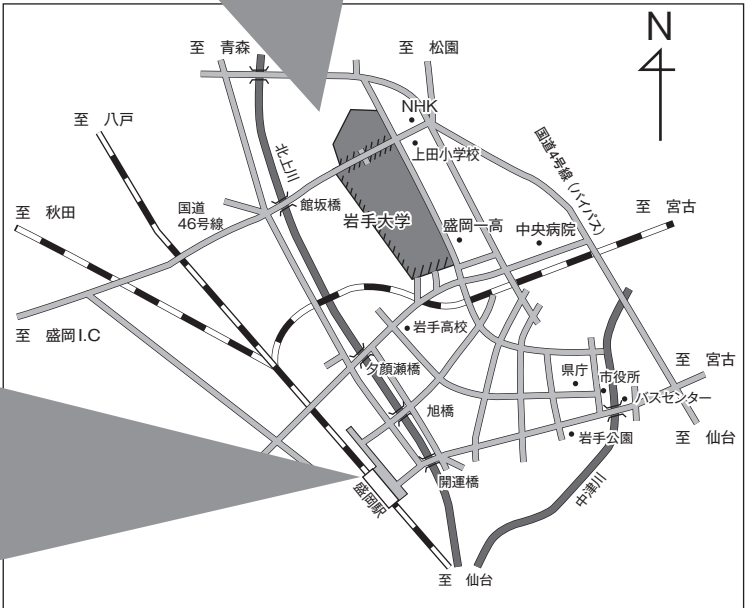 N
至　青森
至　松園
NHK
至　八戸
上田小学校
北上川
国道4号線（バイパス）
至　秋田
国道
46号線
館坂橋
岩手大学
盛岡一高
中央病院
至　宮古
至　盛岡I.C
岩手高校
夕顔瀬橋
県庁
市役所
至　宮古
バスセンター
旭橋
岩手公園
至　仙台
開運橋
盛岡駅
中津川
至　仙台